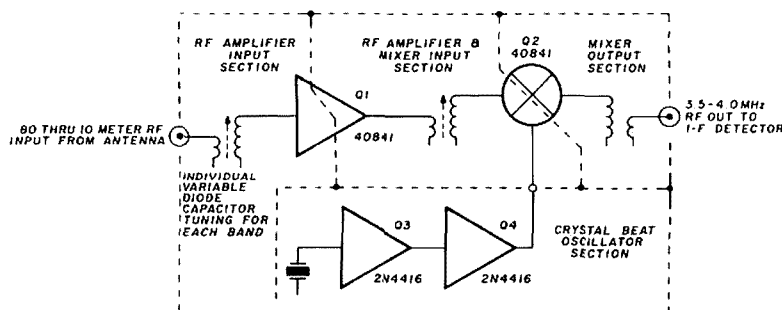 RF AMPLIFIER
INPUT
SECTION
RF AMPLIFIER &
MIXER INPUT
SECTION
Q2
40841
MIXER
OUTPUT
SECTION
Q1
40841
80 THRU 10 METER RF
INPUT FROM ANTENNA
3.5-4.0 MHz
RF OUT TO
I-F DETECTOR
INDIVIDUAL
VARIABLE
DIODE
CAPACITOR
TUNING FOR
EACH BAND
Q3
2N4416
Q4
2N4416
CRYSTAL BEAT
OSCILLATOR
SECTION